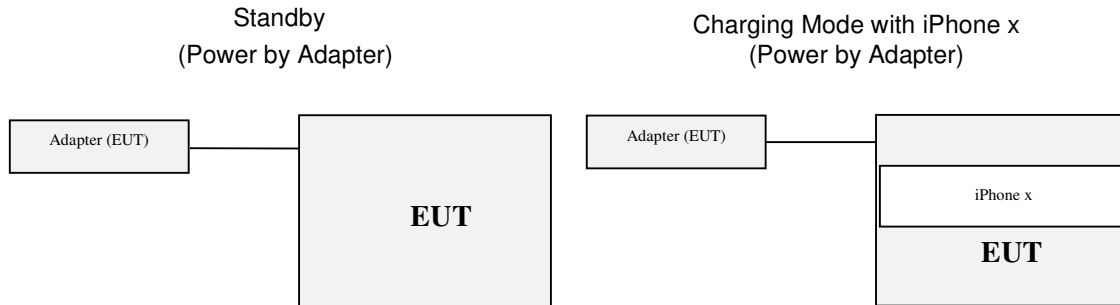 Standby
(Power by Adapter)
Adapter (EUT)
EUT
Charging Mode with iPhone x
(Power by Adapter)
Adapter (EUT)
iPhone x
EUT